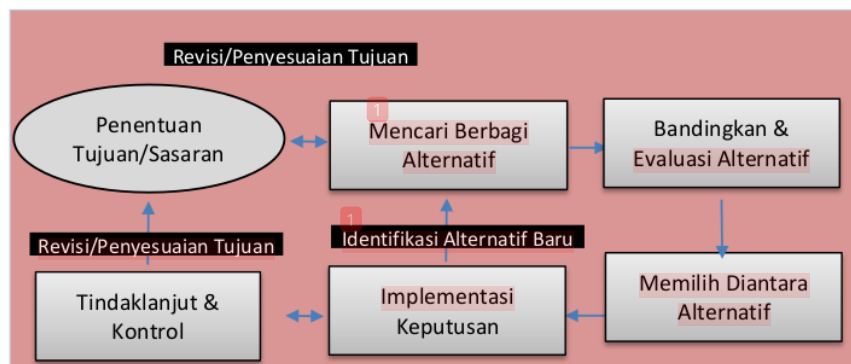 Revisi/Penyesuaian Tujuan
Penentuan
Tujuan/Sasaran
1
Mencari Berbagi
Alternatif
Bandingkan &
Evaluasi Alternatif
Revisi/Penyesuaian Tujuan
1
Identifikasi Alternatif Baru
Tindaklanjut &
Kontrol
Implementasi
Keputusan
Memilih Diantara
Alternatif